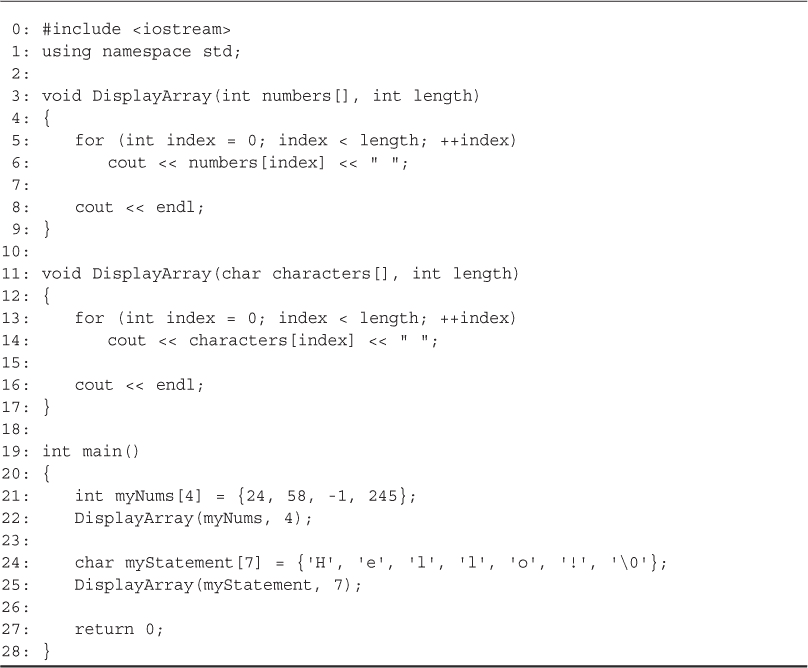 0: #include <iostream>
1: using namespace std;
2:
3: void DisplayArray(int numbers[], int length)
4: {
5:    for (int index = 0; index < length; ++index)
6:       cout << numbers[index] << " ";
7:
8:    cout << endl;
9: }
10:
11: void DisplayArray(char characters[], int length)
12: {
13:    for (int index = 0; index < length; ++index)
14:       cout << characters[index] << " ";
15:
16:    cout << endl;
17: }
18:
19: int main()
20: {
21:    int myNums[4] = {24, 58, -1, 245};
22:    DisplayArray(myNums, 4);
23:
24:    char myStatement[7] = {'H', 'e', 'l', 'l', 'o', '!', '\0'};
25:    DisplayArray(myStatement, 7);
26:
27:    return 0;
28: }